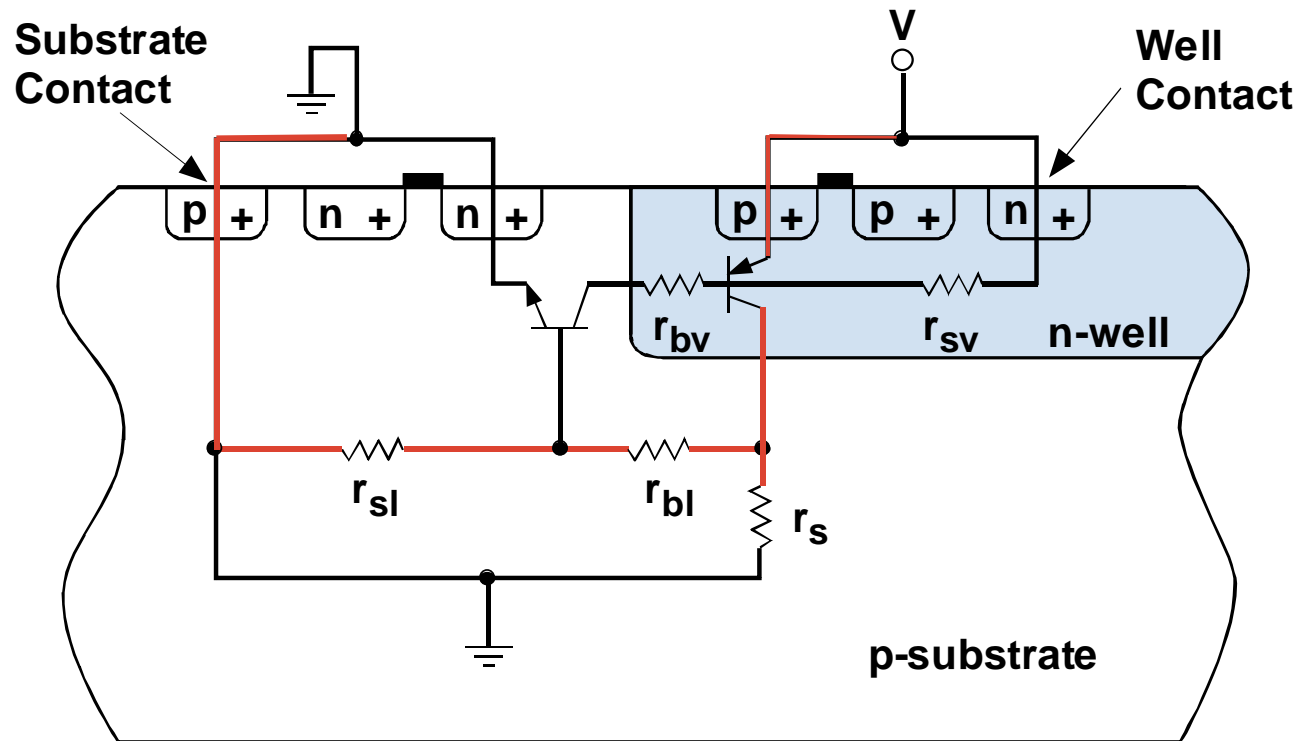 Substrate
Contact
V
Well
Contact
p + n + n + p + p + n +
r_bv r_sv n-well
r_sl r_bl r_s
p-substrate